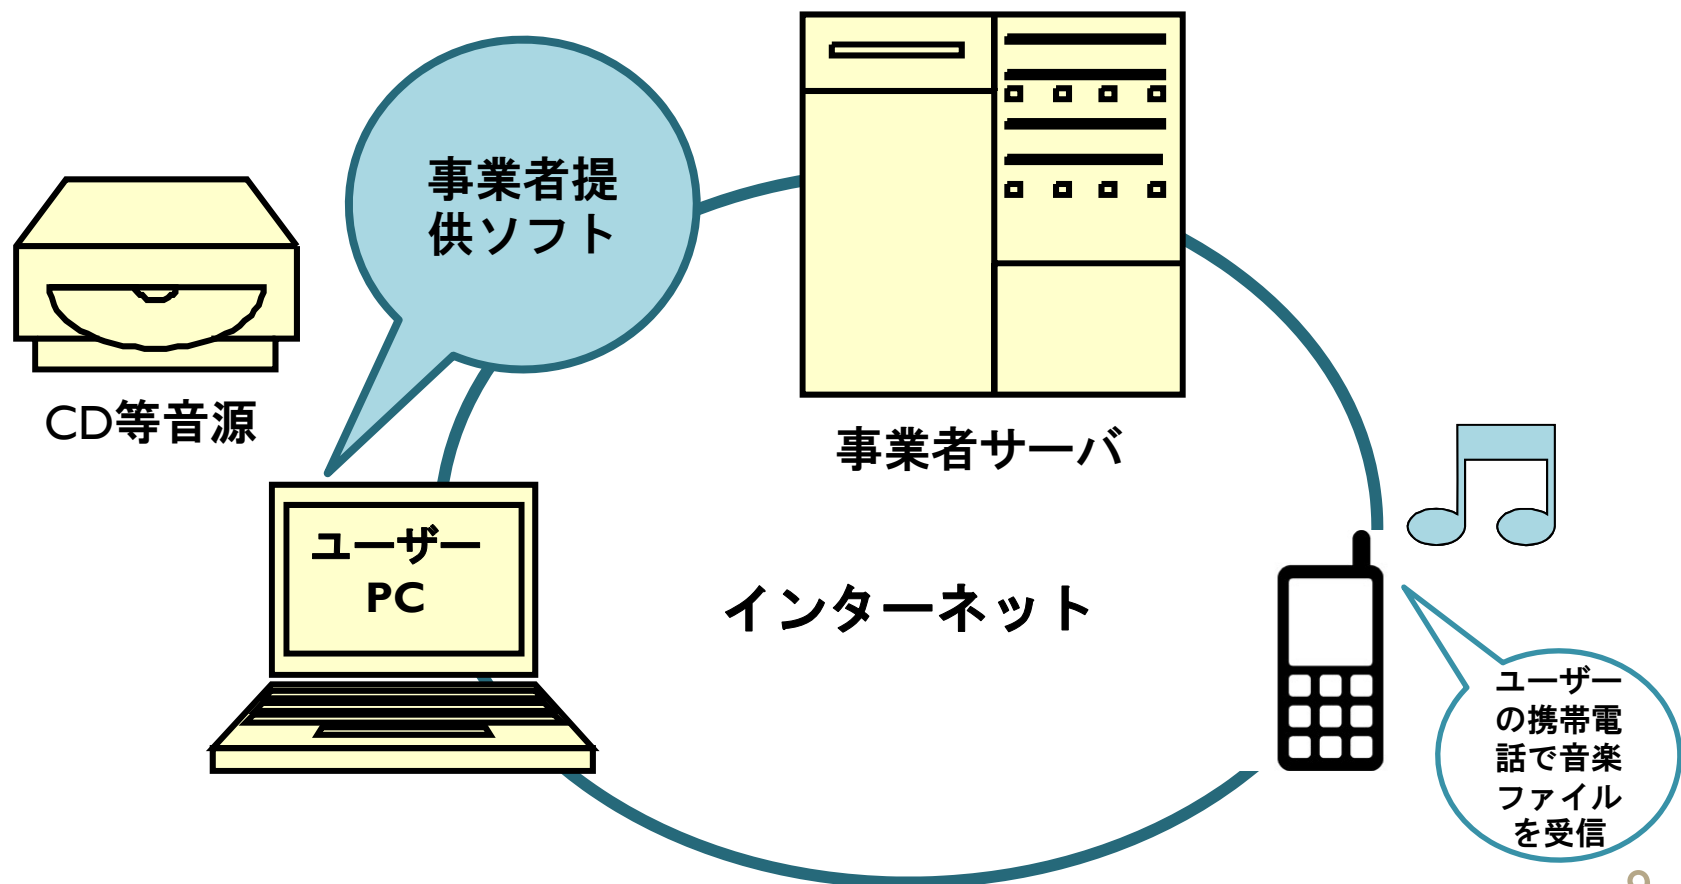 事業者提
供ソフト
CD等音源
事業者サーバ
ユーザー
PC
インターネット
ユーザー
の携帯電
話で音楽
ファイル
を受信